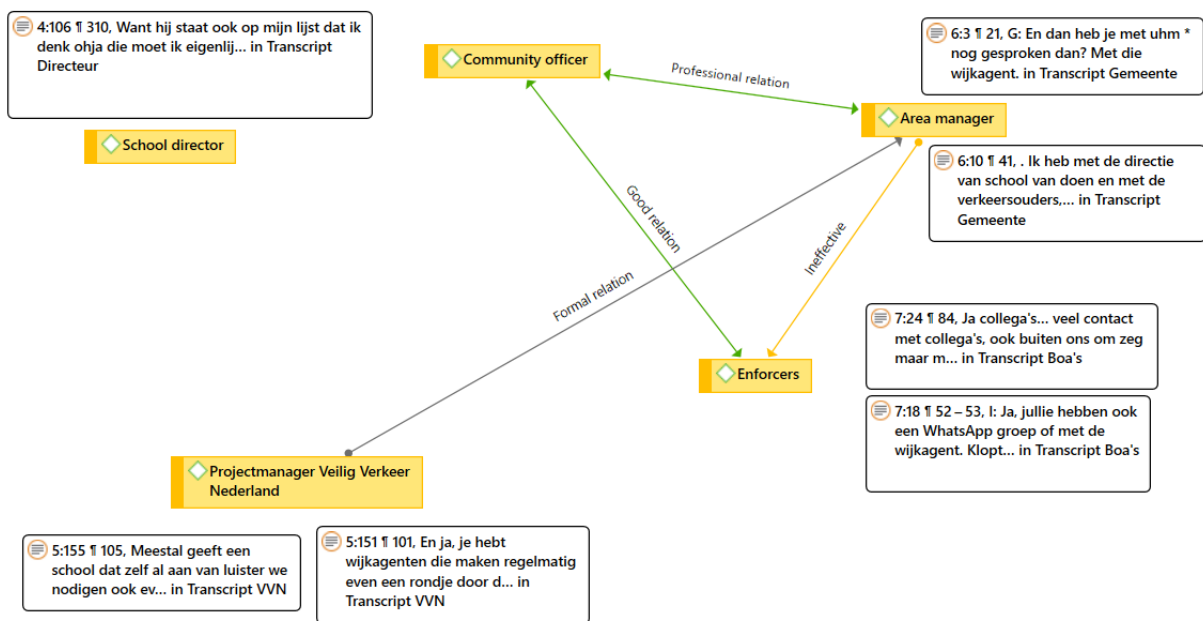 4:106 ¶ 310, Want hij staat ook op mijn lijst dat ik
denk ohja die moet ik eigenlij... in Transcript
Directeur
School director
Community officer
Professional relation
6:3 ¶ 21, G: En dan heb je met uhm *
nog gesproken dan? Met die
wijkagent. in Transcript Gemeente
Area manager
6:10 ¶ 41, . Ik heb met de directie
van school van doen en met de
verkeersouders,... in Transcript
Gemeente
Good relation
Ineffective
Formal relation
7:24 ¶ 84, Ja collega's... veel contact
met collega's, ook buiten ons om zeg
maar m... in Transcript Boa's
Enforcers
7:18 ¶ 52 – 53, I: Ja, jullie hebben ook
een WhatsApp groep of met de
wijkagent. Klopt... in Transcript Boa's
Projectmanager Veilig Verkeer
Nederland
5:155 ¶ 105, Meestal geeft een
school dat zelf al aan van luister we
nodigen ook ev... in Transcript VVN
5:151 ¶ 101, En ja, je hebt
wijkagenten die maken regelmatig
even een rondje door d... in
Transcript VVN